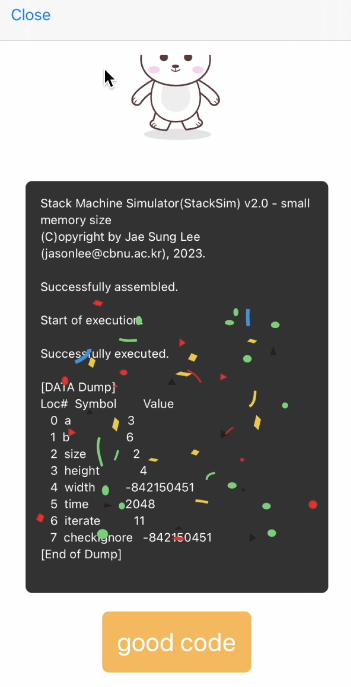 Close
Stack Machine Simulator(StackSim) v2.0 - small
memory size
(C)opyright by Jae Sung Lee
(jasonlee@cbnu.ac.kr), 2023.
Successfully assembled.
Start of execution.
Successfully executed.
[DATA Dump]
Loc# Symbol Value
0 a 3
1 b 6
2 size 2
3 height 4
4 width -842150451
5 time 2048
6 iterate 11
7 checkignore -842150451
[End of Dump]
good code